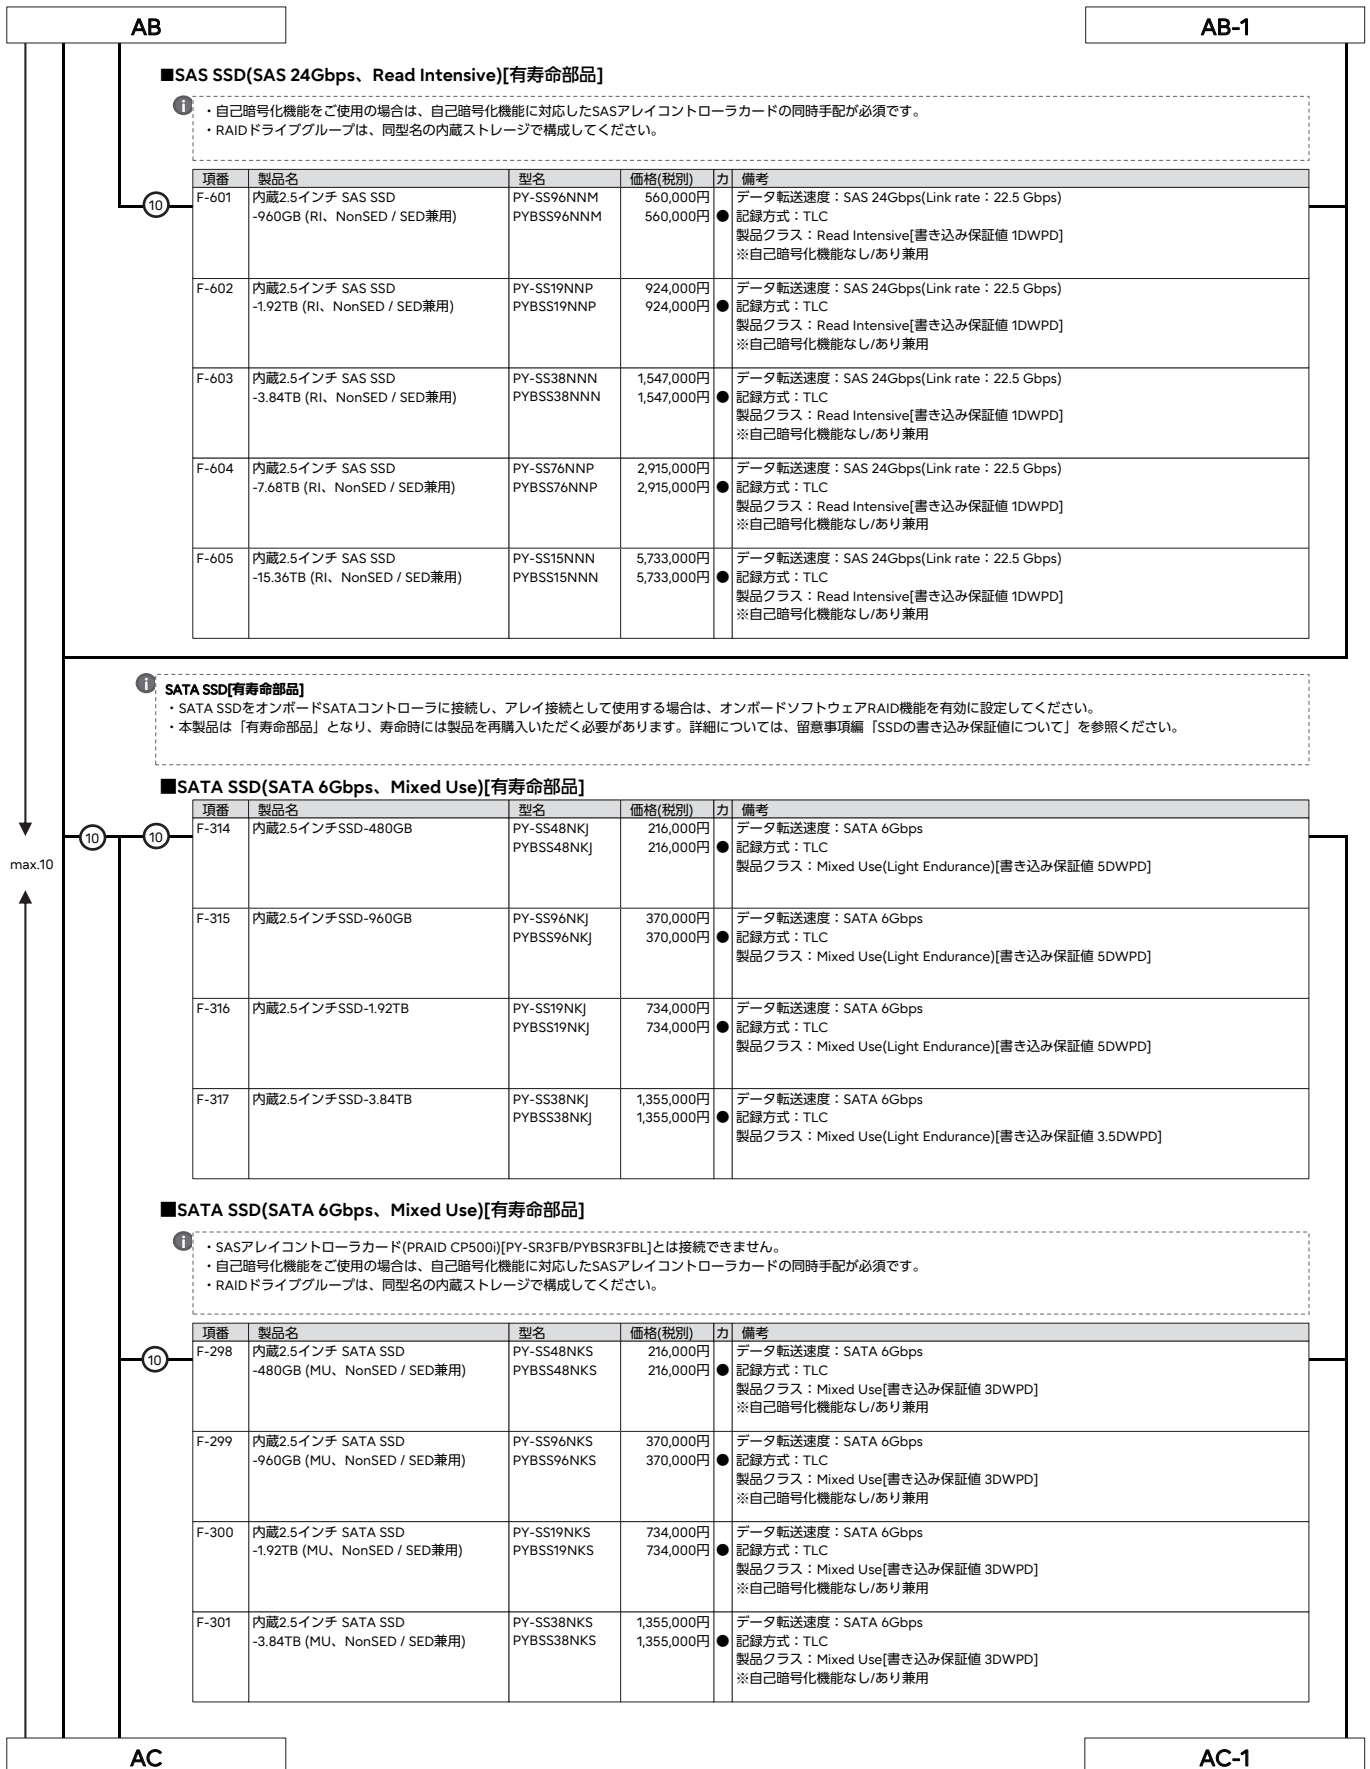 AB
AB-1
■SAS SSD(SAS 24Gbps、Read Intensive)[有寿命部品]
・自己暗号化機能をご使用の場合は、自己暗号化機能に対応したSASアレイコントローラカードの同時手配が必須です。
・RAIDドライブグループは、同型名の内蔵ストレージで構成してください。
項番 製品名 型名 価格(税別) カ 備考
F-601 内蔵2.5インチ SAS SSD PY-SS96NNM 560,000円 データ転送速度：SAS 24Gbps(Link rate：22.5 Gbps)
10 -960GB (RI、NonSED / SED兼用) PYBSS96NNM 560,000円 ● 記録方式：TLC
製品クラス：Read Intensive[書き込み保証値 1DWPD]
※自己暗号化機能なし/あり兼用
F-602 内蔵2.5インチ SAS SSD PY-SS19NNP 924,000円 データ転送速度：SAS 24Gbps(Link rate：22.5 Gbps)
-1.92TB (RI、NonSED / SED兼用) PYBSS19NNP 924,000円 ● 記録方式：TLC
製品クラス：Read Intensive[書き込み保証値 1DWPD]
※自己暗号化機能なし/あり兼用
F-603 内蔵2.5インチ SAS SSD PY-SS38NNN 1,547,000円 データ転送速度：SAS 24Gbps(Link rate：22.5 Gbps)
-3.84TB (RI、NonSED / SED兼用) PYBSS38NNN 1,547,000円 ● 記録方式：TLC
製品クラス：Read Intensive[書き込み保証値 1DWPD]
※自己暗号化機能なし/あり兼用
F-604 内蔵2.5インチ SAS SSD PY-SS76NNP 2,915,000円 データ転送速度：SAS 24Gbps(Link rate：22.5 Gbps)
-7.68TB (RI、NonSED / SED兼用) PYBSS76NNP 2,915,000円 ● 記録方式：TLC
製品クラス：Read Intensive[書き込み保証値 1DWPD]
※自己暗号化機能なし/あり兼用
F-605 内蔵2.5インチ SAS SSD PY-SS15NNN 5,733,000円 データ転送速度：SAS 24Gbps(Link rate：22.5 Gbps)
-15.36TB (RI、NonSED / SED兼用) PYBSS15NNN 5,733,000円 ● 記録方式：TLC
製品クラス：Read Intensive[書き込み保証値 1DWPD]
※自己暗号化機能なし/あり兼用
SATA SSD[有寿命部品]
・SATA SSDをオンボードSATAコントローラに接続し、アレイ接続として使用する場合は、オンボードソフトウェアRAID機能を有効に設定してください。
・本製品は「有寿命部品」となり、寿命時には製品を再購入いただく必要があります。詳細については、留意事項編「SSDの書き込み保証値について」を参照ください。
■SATA SSD(SATA 6Gbps、Mixed Use)[有寿命部品]
項番 製品名 型名 価格(税別) カ 備考
10 10 F-314 内蔵2.5インチSSD-480GB PY-SS48NKJ 216,000円 データ転送速度：SATA 6Gbps
PYBSS48NKJ 216,000円 ● 記録方式：TLC
max.10 製品クラス：Mixed Use(Light Endurance)[書き込み保証値 5DWPD]
F-315 内蔵2.5インチSSD-960GB PY-SS96NKJ 370,000円 データ転送速度：SATA 6Gbps
PYBSS96NKJ 370,000円 ● 記録方式：TLC
製品クラス：Mixed Use(Light Endurance)[書き込み保証値 5DWPD]
F-316 内蔵2.5インチSSD-1.92TB PY-SS19NKJ 734,000円 データ転送速度：SATA 6Gbps
PYBSS19NKJ 734,000円 ● 記録方式：TLC
製品クラス：Mixed Use(Light Endurance)[書き込み保証値 5DWPD]
F-317 内蔵2.5インチSSD-3.84TB PY-SS38NKJ 1,355,000円 データ転送速度：SATA 6Gbps
PYBSS38NKJ 1,355,000円 ● 記録方式：TLC
製品クラス：Mixed Use(Light Endurance)[書き込み保証値 3.5DWPD]
■SATA SSD(SATA 6Gbps、Mixed Use)[有寿命部品]
・SASアレイコントローラカード(PRAID CP500i)[PY-SR3FB/PYBSR3FBL]とは接続できません。
・自己暗号化機能をご使用の場合は、自己暗号化機能に対応したSASアレイコントローラカードの同時手配が必須です。
・RAIDドライブグループは、同型名の内蔵ストレージで構成してください。
項番 製品名 型名 価格(税別) カ 備考
F-298 内蔵2.5インチ SATA SSD PY-SS48NKS 216,000円 データ転送速度：SATA 6Gbps
10 -480GB (MU、NonSED / SED兼用) PYBSS48NKS 216,000円 ● 記録方式：TLC
製品クラス：Mixed Use[書き込み保証値 3DWPD]
※自己暗号化機能なし/あり兼用
F-299 内蔵2.5インチ SATA SSD PY-SS96NKS 370,000円 データ転送速度：SATA 6Gbps
-960GB (MU、NonSED / SED兼用) PYBSS96NKS 370,000円 ● 記録方式：TLC
製品クラス：Mixed Use[書き込み保証値 3DWPD]
※自己暗号化機能なし/あり兼用
F-300 内蔵2.5インチ SATA SSD PY-SS19NKS 734,000円 データ転送速度：SATA 6Gbps
-1.92TB (MU、NonSED / SED兼用) PYBSS19NKS 734,000円 ● 記録方式：TLC
製品クラス：Mixed Use[書き込み保証値 3DWPD]
※自己暗号化機能なし/あり兼用
F-301 内蔵2.5インチ SATA SSD PY-SS38NKS 1,355,000円 データ転送速度：SATA 6Gbps
-3.84TB (MU、NonSED / SED兼用) PYBSS38NKS 1,355,000円 ● 記録方式：TLC
製品クラス：Mixed Use[書き込み保証値 3DWPD]
※自己暗号化機能なし/あり兼用
AC
AC-1